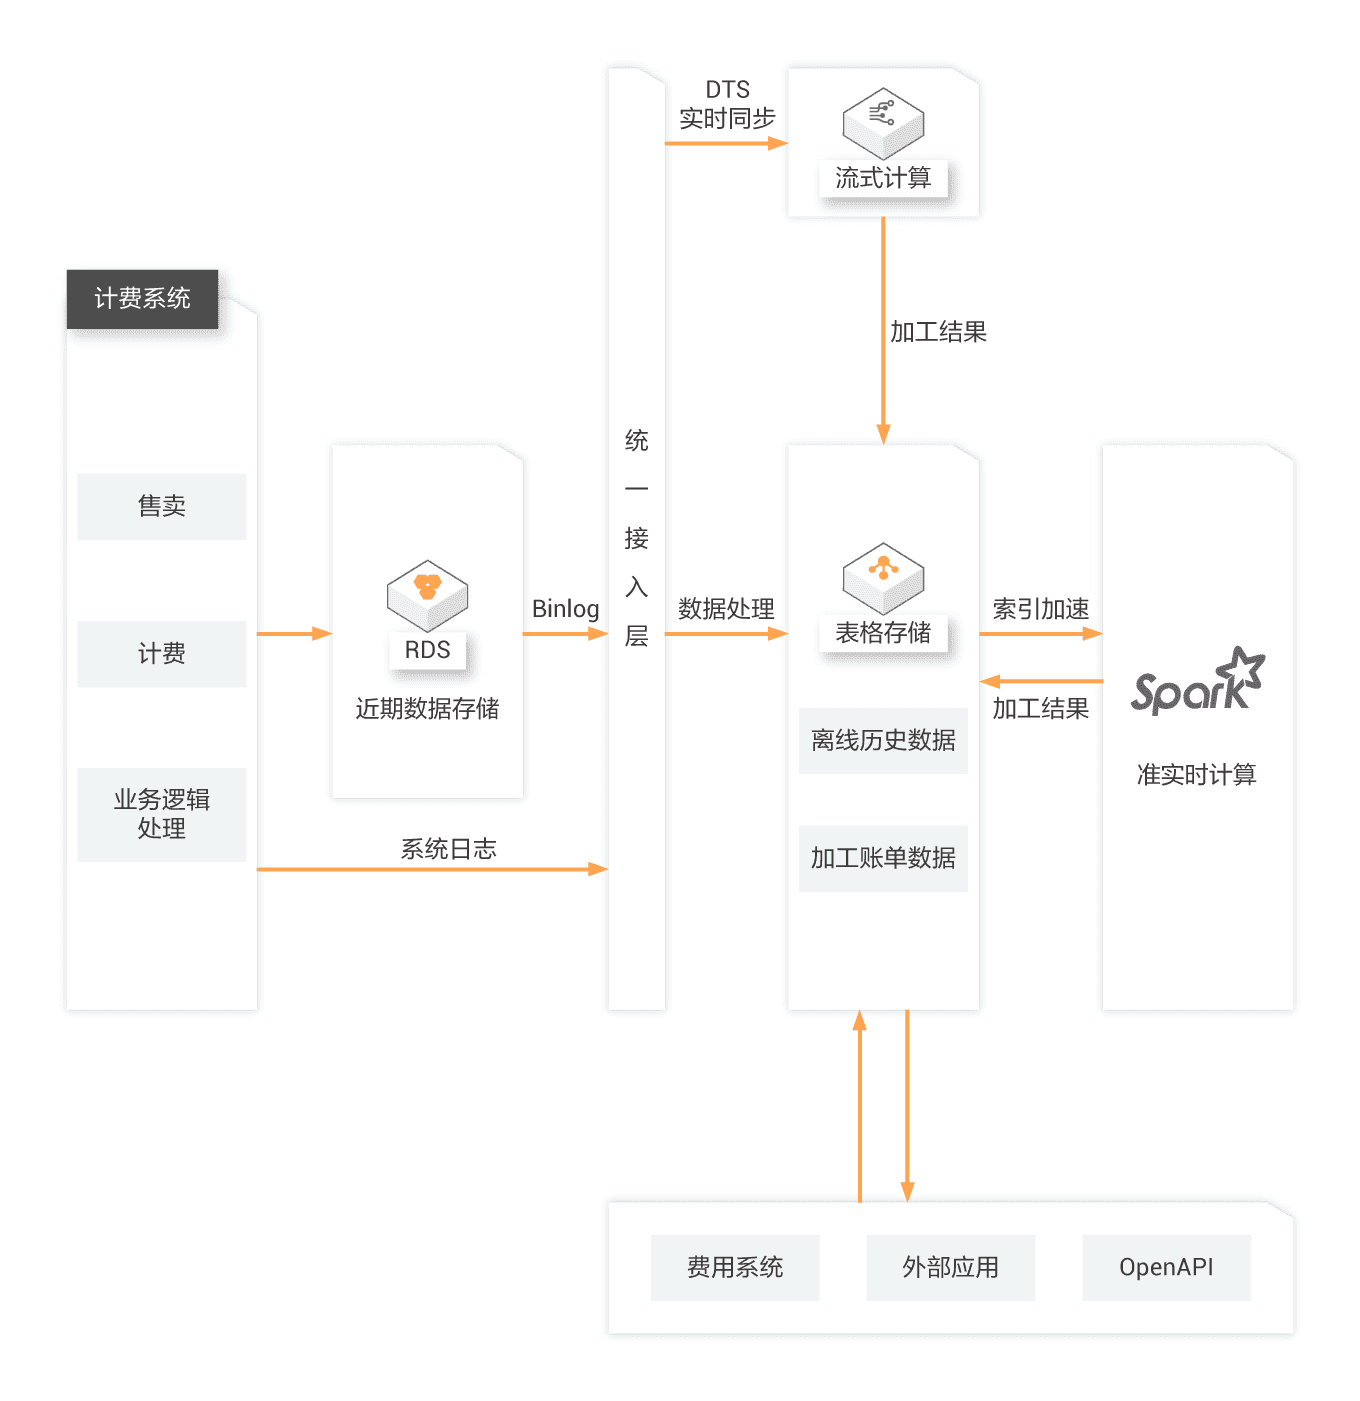 DTS
实时同步
流式计算
计费系统
加工结果
统
一
接
入
层
售卖
计费
业务逻辑
处理
RDS
近期数据存储
Binlog
系统日志
数据处理
表格存储
离线历史数据
加工账单数据
索引加速
加工结果
Spark
准实时计算
费用系统
外部应用
OpenAPI